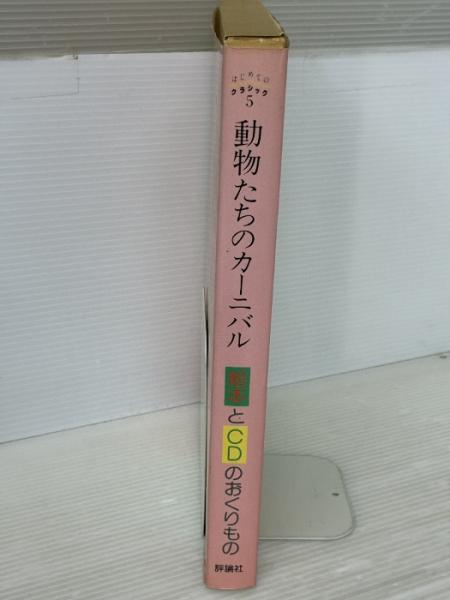 はじめての
クラシック
5
動物たちのカーニバル
絵本とCDのおくりもの
評論社